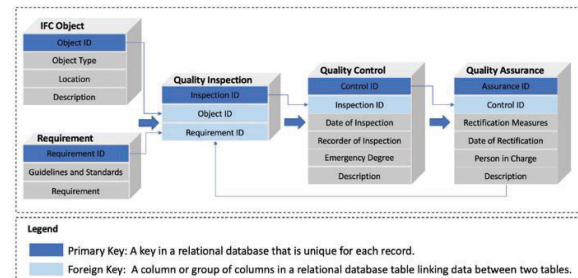 IFC Object
Object ID
Object Type
Location
Description
Requirement
Requirement ID
Guidelines and Standards
Requirement
Quality Inspection
Inspection ID
Object ID
Requirement ID
Quality Control
Control ID
Inspection ID
Date of Inspection
Recorder of Inspection
Emergency Degree
Description
Quality Assurance
Assurance ID
Control ID
Rectification Measures
Date of Rectification
Person in Charge
Description
Legend
Primary Key: A key in a relational database that is unique for each record.
Foreign Key: A column or group of columns in a relational database table linking data between two tables.